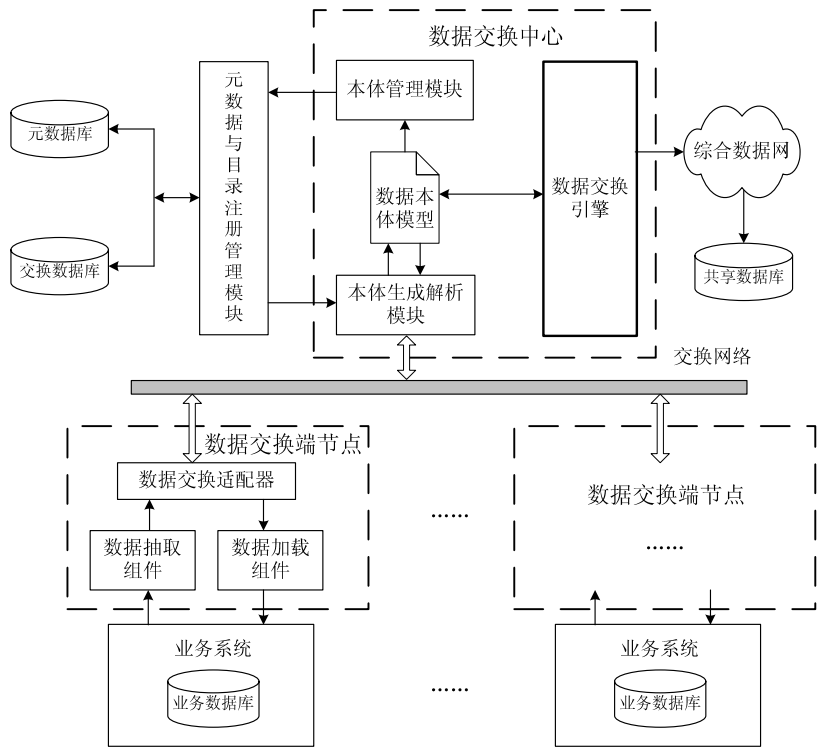 数据交换中心
元数据与目录注册管理模块
本体管理模块
元数据库
综合数据网
数据本
体模型
数据交换
引擎
交换数据库
共享数据库
本体生成解析
模块
交换网络
数据交换端节点
数据交换适配器
数据交换端节点
......
......
数据抽取
组件
数据加载
组件
业务系统
业务系统
......
业务数据库
业务数据库